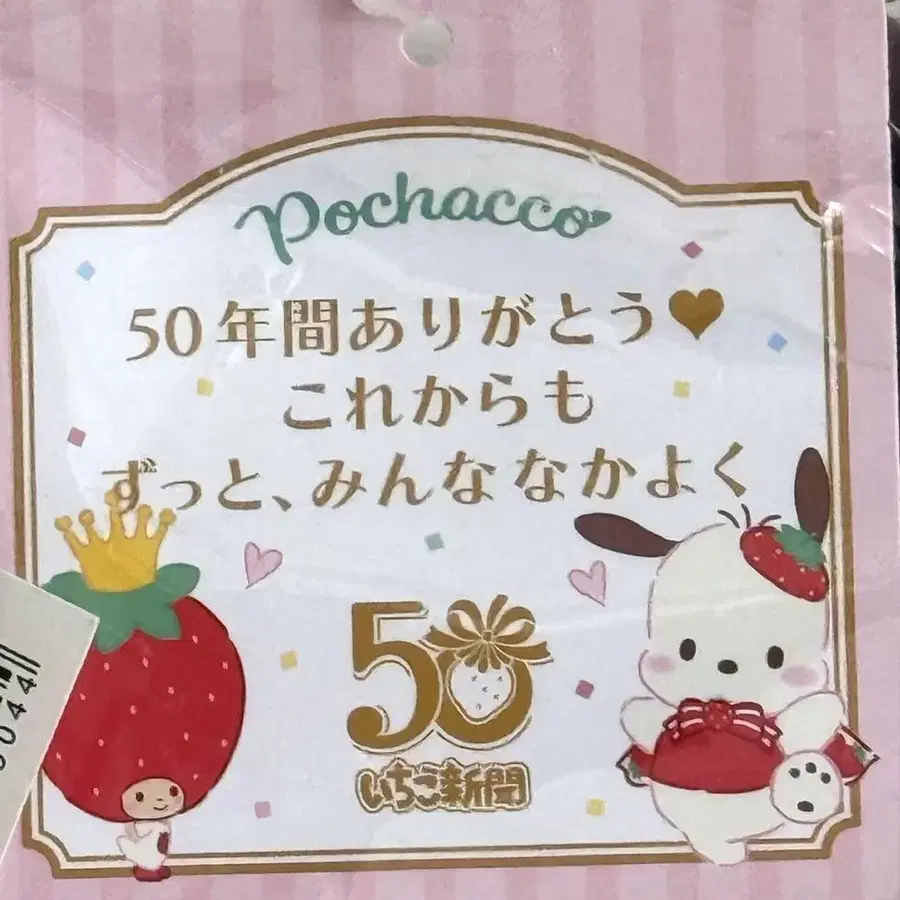 Pochacco
50年間ありがとう♥
これからも
ずっと、みんななかよく
50
いちご新聞